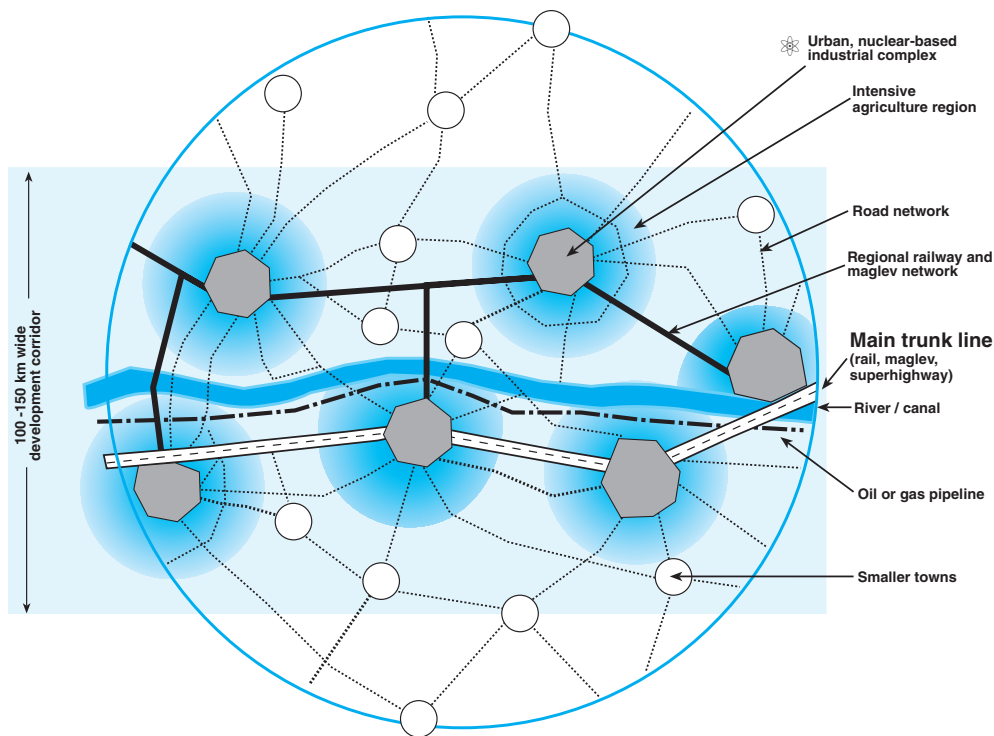 Urban, nuclear-based
industrial complex
Intensive
agriculture region
Road network
Regional railway and
maglev network
Main trunk line
(rail, maglev,
superhighway)
River / canal
Oil or gas pipeline
Smaller towns
100 -150 km wide
development corridor